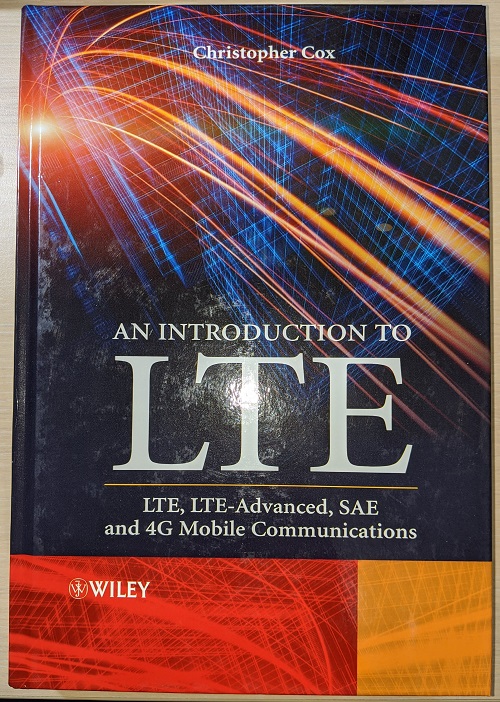 Christopher Cox
AN INTRODUCTION TO
LTE
LTE, LTE-Advanced, SAE
and 4G Mobile Communications
WILEY